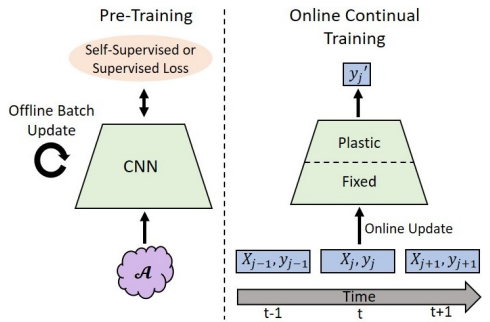 Pre-Training
Self-Supervised or
Supervised Loss
Offline Batch
Update
CNN
𝒜
Online Continual
Training
y_j'
Plastic
Fixed
Online Update
X_{j−1}, y_{j−1}
X_j, y_j
X_{j+1}, y_{j+1}
Time
t-1
t
t+1